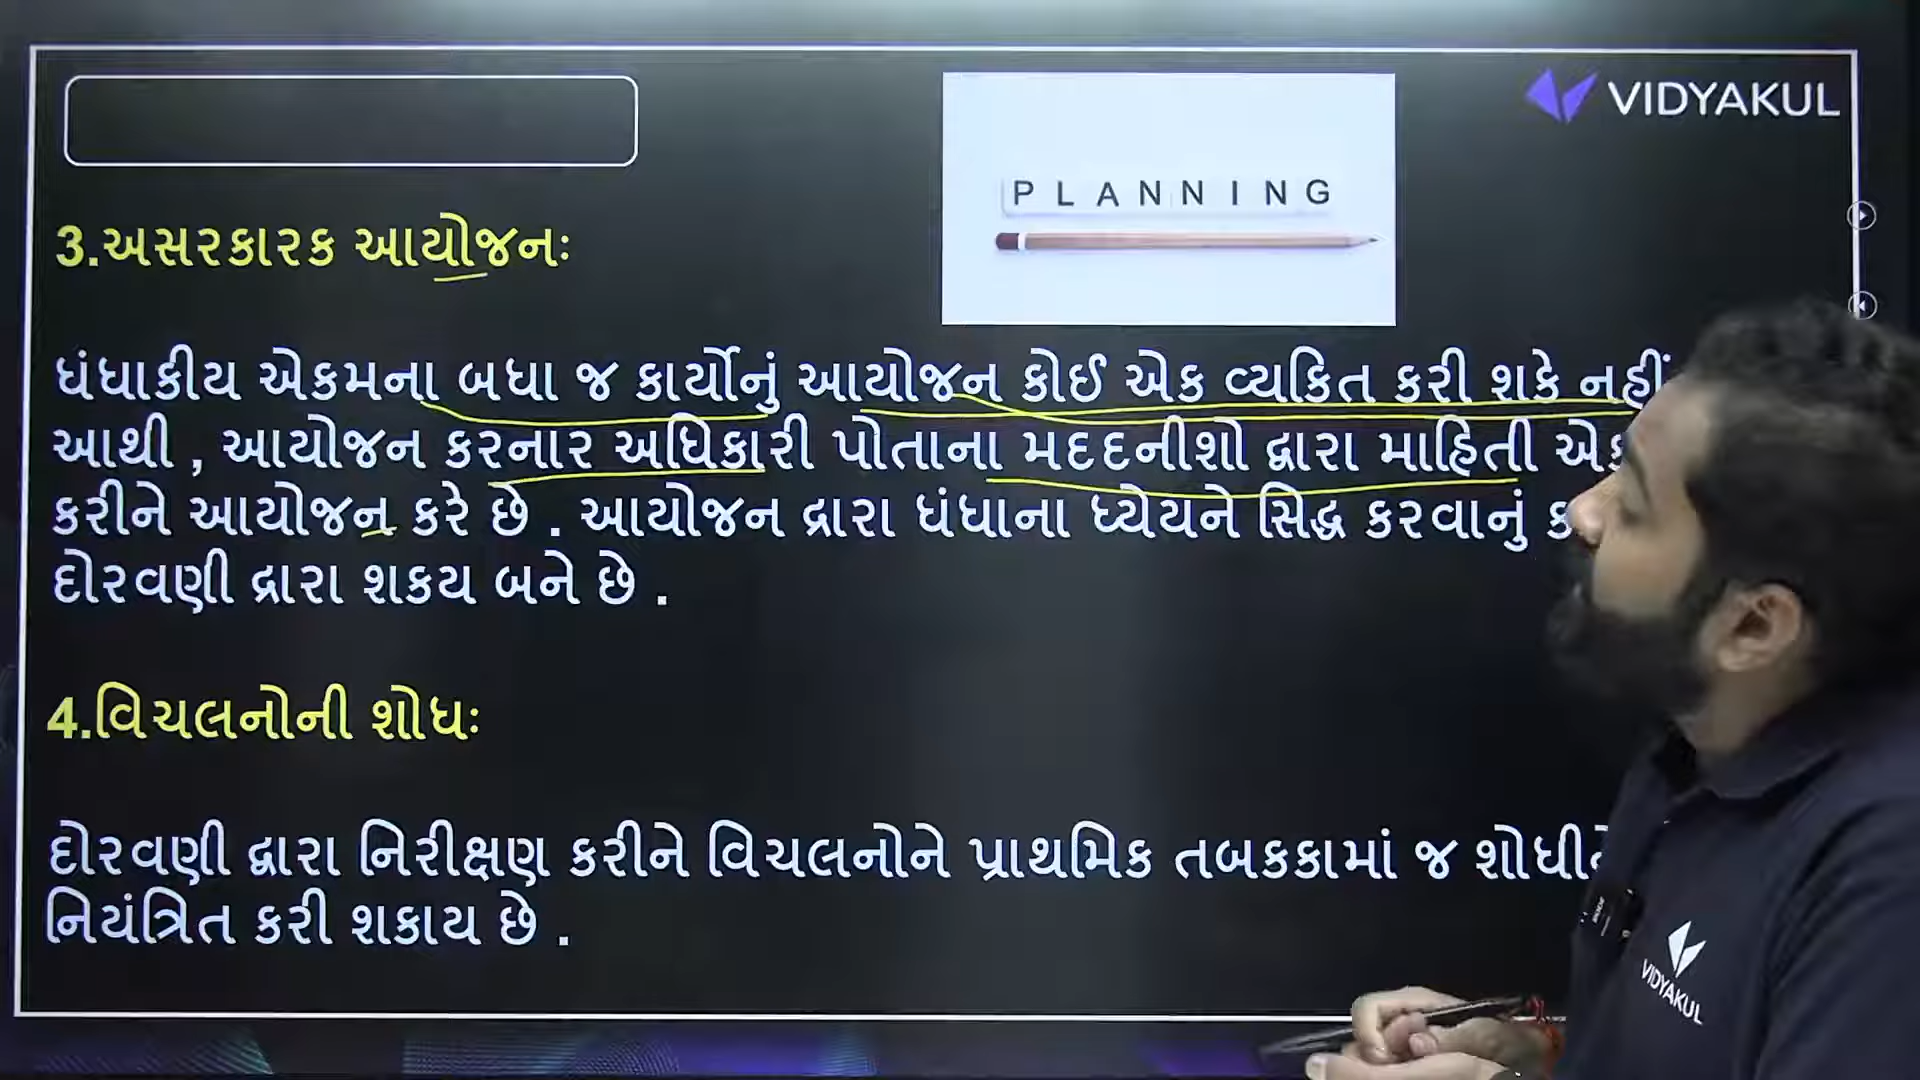 PLANNING
VIDYAKUL
3.અસરકારક આયોજનઃ
ધંધાકીય એકમના બધા જ કાર્યોનું આયોજન કોઈ એક વ્યકિત કરી શકે નહીં
આથી , આયોજન કરનાર અધિકારી પોતાના મદદનીશો દ્વારા માહિતી
કરીને આયોજન કરે છે . આયોજન દ્રારા ધંધાના ધ્યેયને સિદ્ધ કરવાનું
દોરવણી દ્રારા શકય બને છે .
4.વિચલનોની શોધઃ
દોરવણી દ્વારા નિરીક્ષણ કરીને વિચલનોને પ્રાથમિક તબકકામાં જ
નિયંત્રિત કરી શકાય છે .
VIDYAKUL